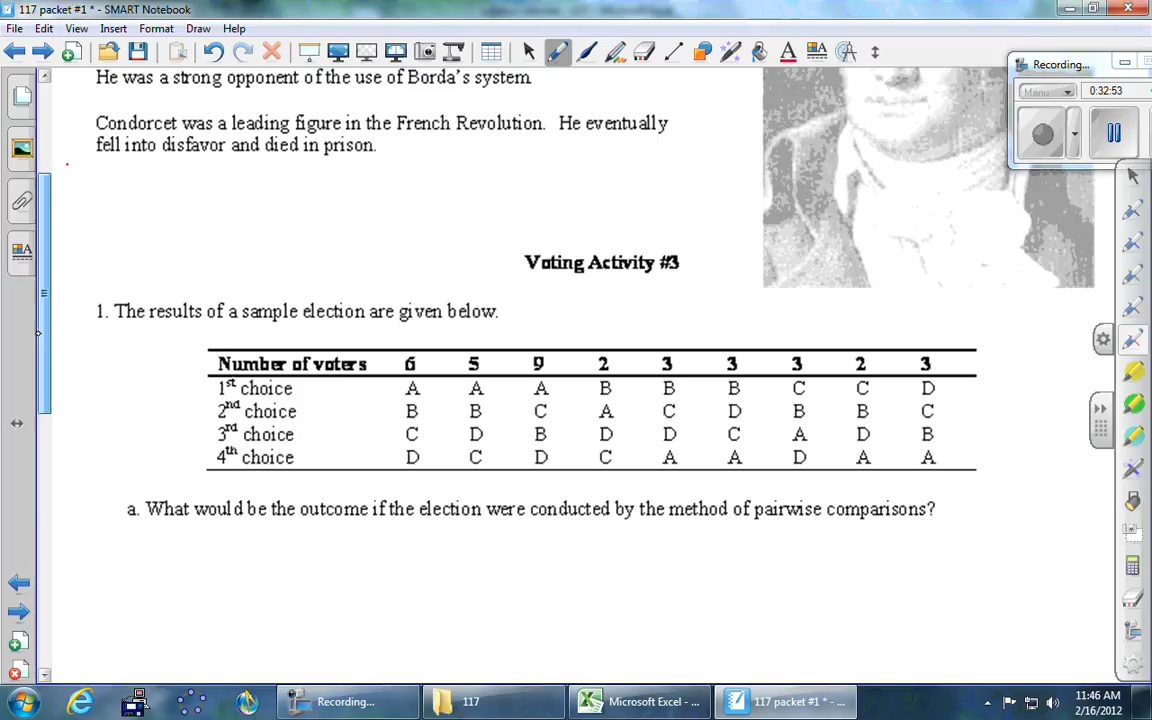 117 packet #1 * - SMART Notebook
File Edit View Insert Format Draw Help
Recording...
Menu 0:32:53
He was a strong opponent of the use of Borda's system
Condorcet was a leading figure in the French Revolution. He eventually
fell into disfavor and died in prison.
Voting Activity #3
1. The results of a sample election are given below.
Number of voters 6 5 9 2 3 3 3 2 3
1st choice A A A B B B C C D
2nd choice B B C A C D B B C
3rd choice C D B D D C A D B
4th choice D C D C A A D A A
a. What would be the outcome if the election were conducted by the method of pairwise comparisons?
Recording... 117 Microsoft Excel - ... 117 packet #1 * - ... 11:46 AM
2/16/2012